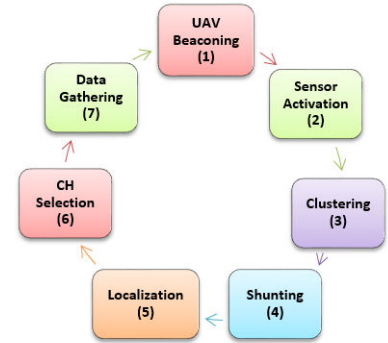 UAV
Beaconing
(1)
Sensor
Activation
(2)
Clustering
(3)
Shunting
(4)
Localization
(5)
CH
Selection
(6)
Data
Gathering
(7)